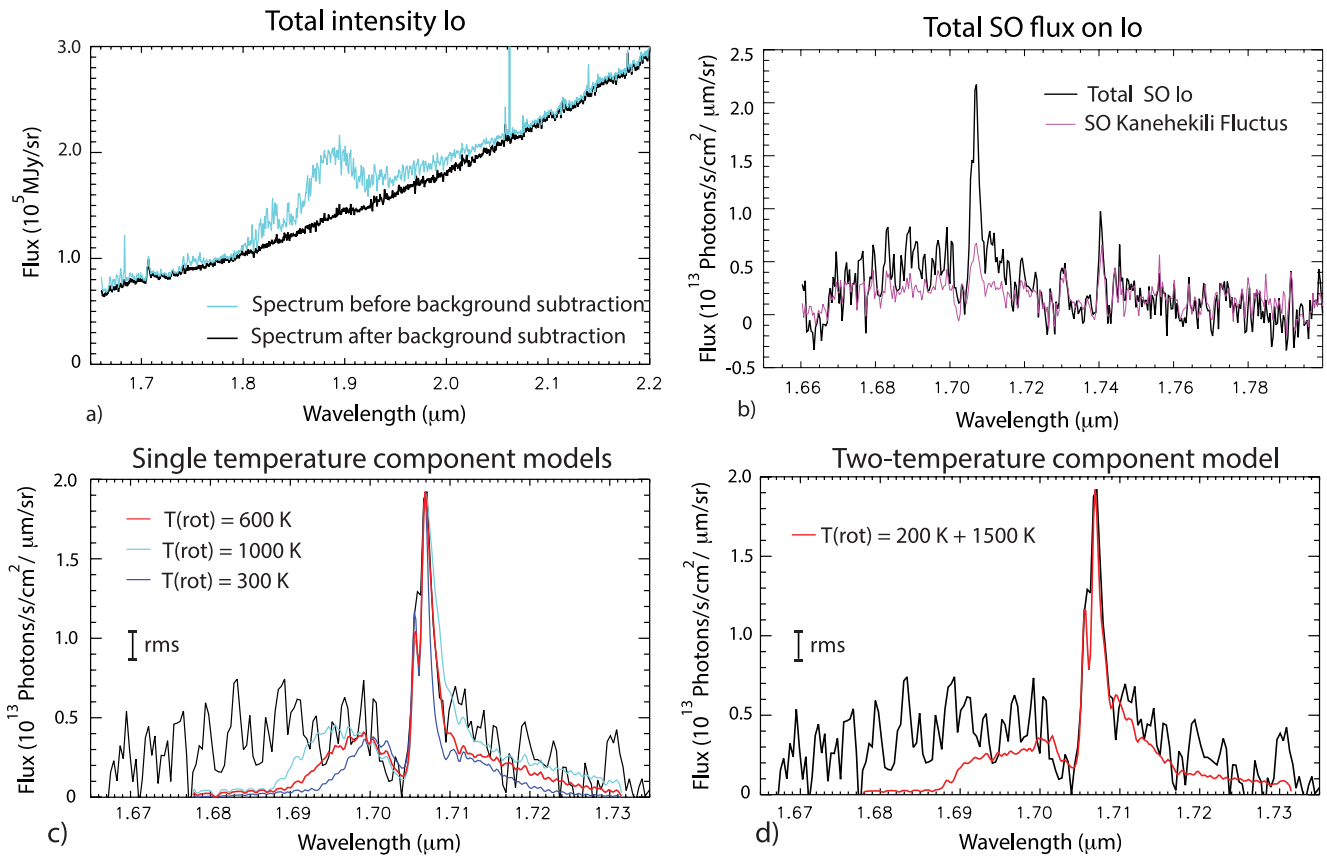 Total intensity Io
3.0
2.0
1.0
0
Flux (10^5 MJy/sr)
Spectrum before background subtraction
Spectrum after background subtraction
1.7 1.8 1.9 2.0 2.1 2.2
Wavelength (μm)
a)
Total SO flux on Io
2.5
2.0
1.5
1.0
0.5
0
-0.5
Flux (10^13 Photons/s/cm^2/ μm/sr)
Total SO Io
SO Kanehekili Fluctus
1.66 1.68 1.70 1.72 1.74 1.76 1.78
Wavelength (μm)
b)
Single temperature component models
2.0
1.5
1.0
0.5
0
Flux (10^13 Photons/s/cm^2/ μm/sr)
T(rot) = 600 K
T(rot) = 1000 K
T(rot) = 300 K
rms
1.67 1.68 1.69 1.70 1.71 1.72 1.73
Wavelength (μm)
c)
Two-temperature component model
2.0
1.5
1.0
0.5
0
Flux (10^13 Photons/s/cm^2/ μm/sr)
T(rot) = 200 K + 1500 K
rms
1.67 1.68 1.69 1.70 1.71 1.72 1.73
Wavelength (μm)
d)